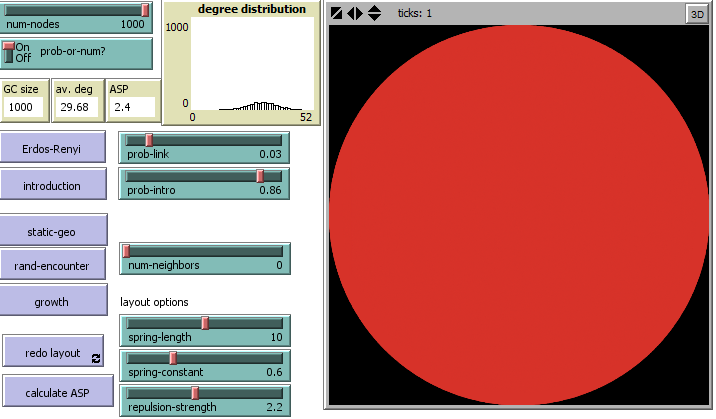 num-nodes 1000
On
Off
prob-or-num?
GC size
1000
av. deg
29.68
ASP
2.4
degree distribution
1000
0
0 52
Erdos-Renyi
prob-link 0.03
introduction
prob-intro 0.86
static-geo
rand-encounter
num-neighbors 0
growth
layout options
spring-length 10
redo layout
spring-constant 0.6
calculate ASP
repulsion-strength 2.2
ticks: 1
3D